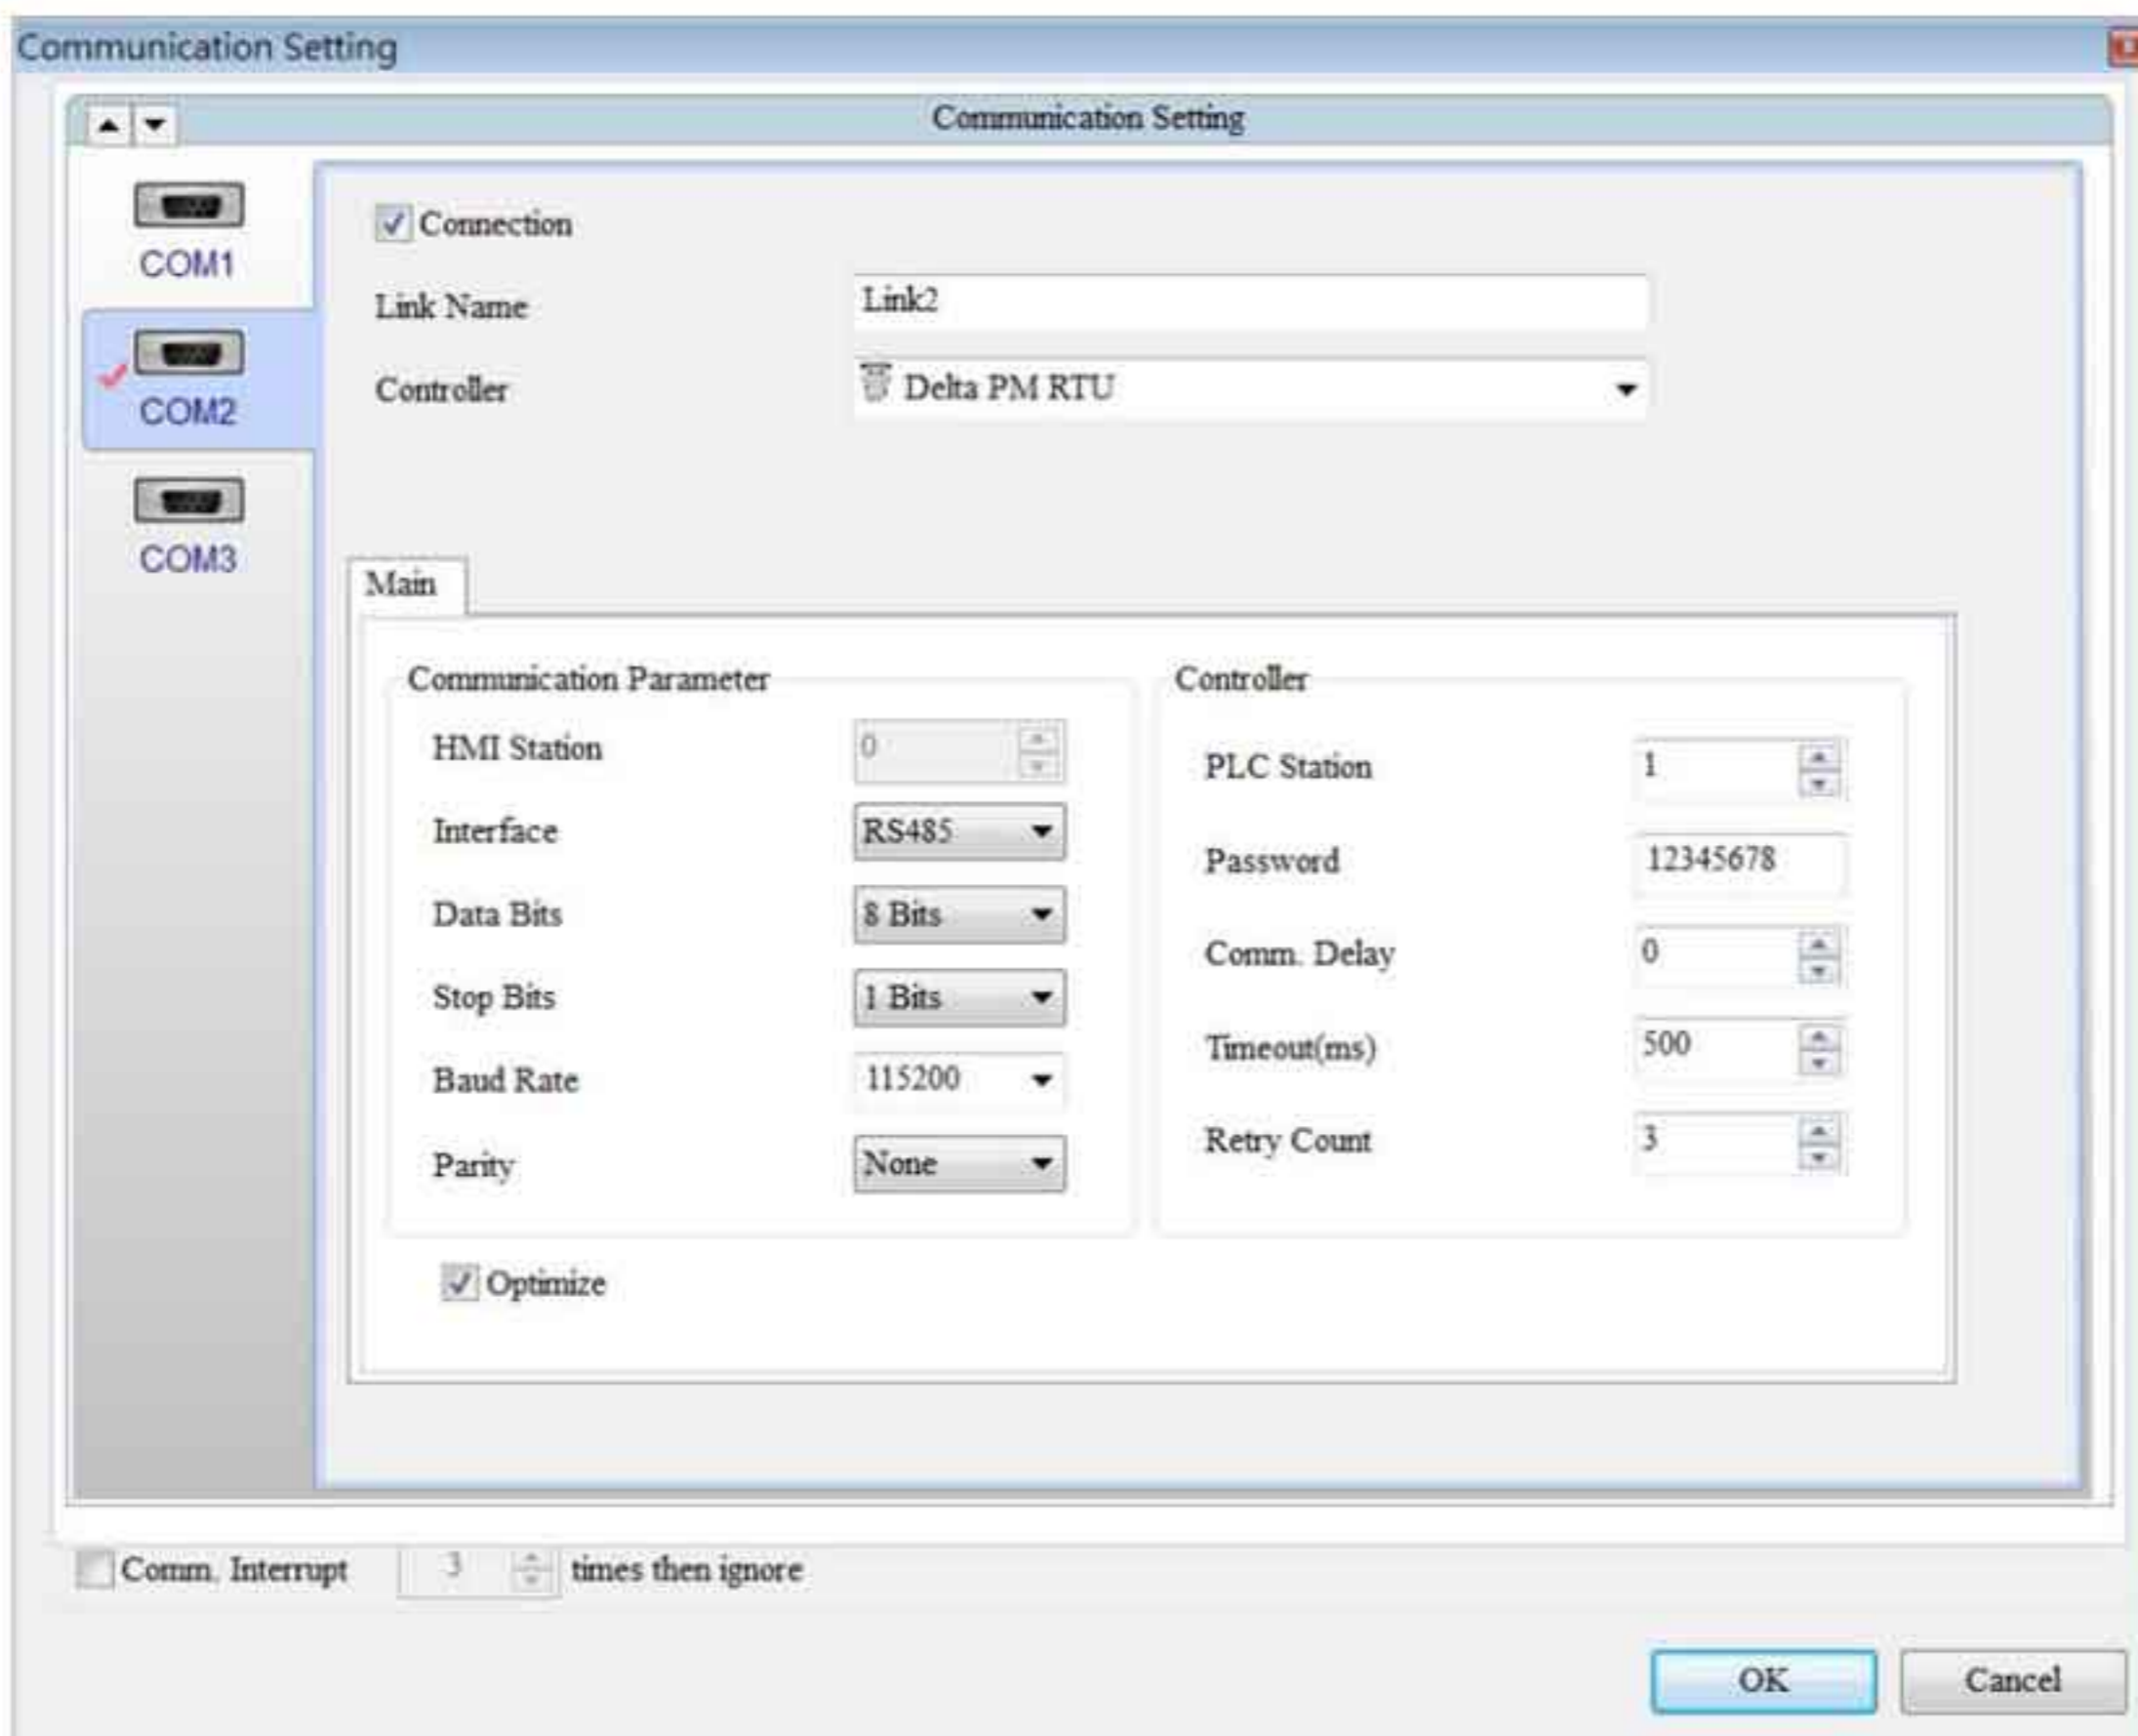 Communication Setting
Communication Setting
COM1
COM2
COM3
Connection
Link Name Link2
Controller Delta PM RTU
Main
Communication Parameter
HMI Station 0
Interface RS485
Data Bits 8 Bits
Stop Bits 1 Bits
Baud Rate 115200
Parity None
Optimize
Controller
PLC Station 1
Password 12345678
Comm. Delay 0
Timeout(ms) 500
Retry Count 3
Comm. Interrupt 3 times then ignore
OK Cancel